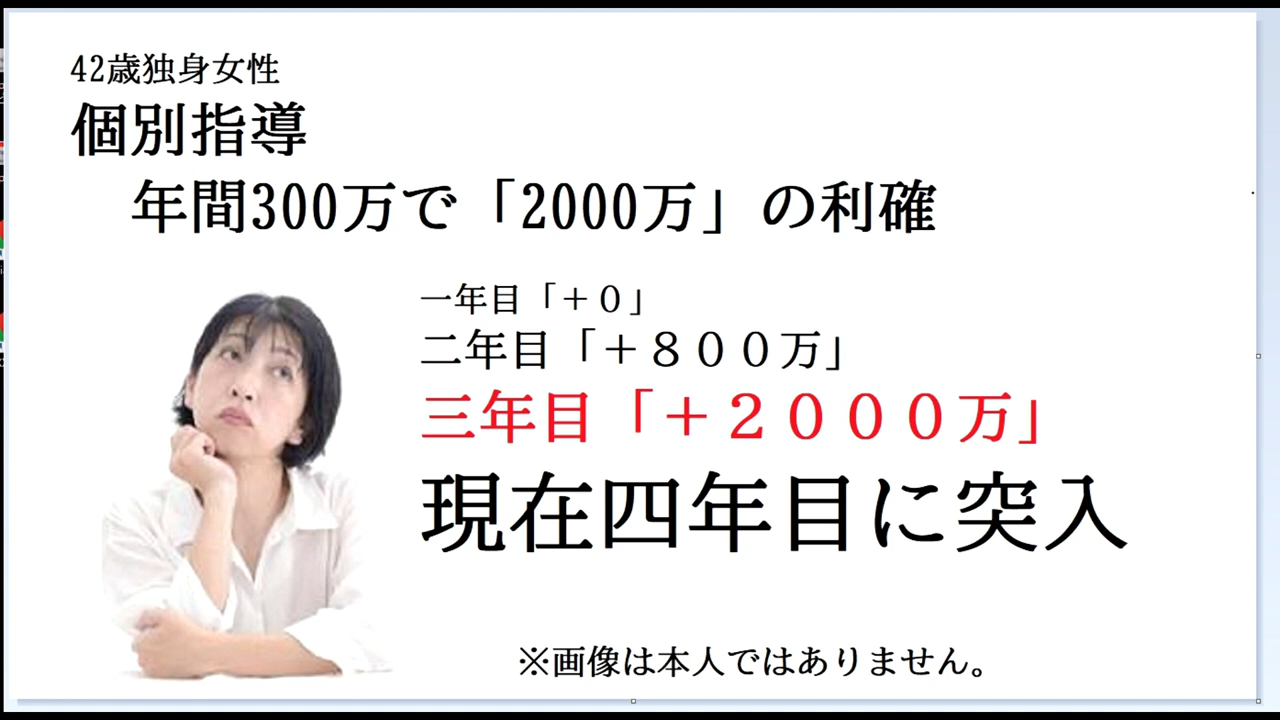 42歳独身女性
個別指導
年間300万で「2000万」の利確
一年目「＋０」
二年目「＋８００万」
三年目「＋２０００万」
現在四年目に突入
※画像は本人ではありません。